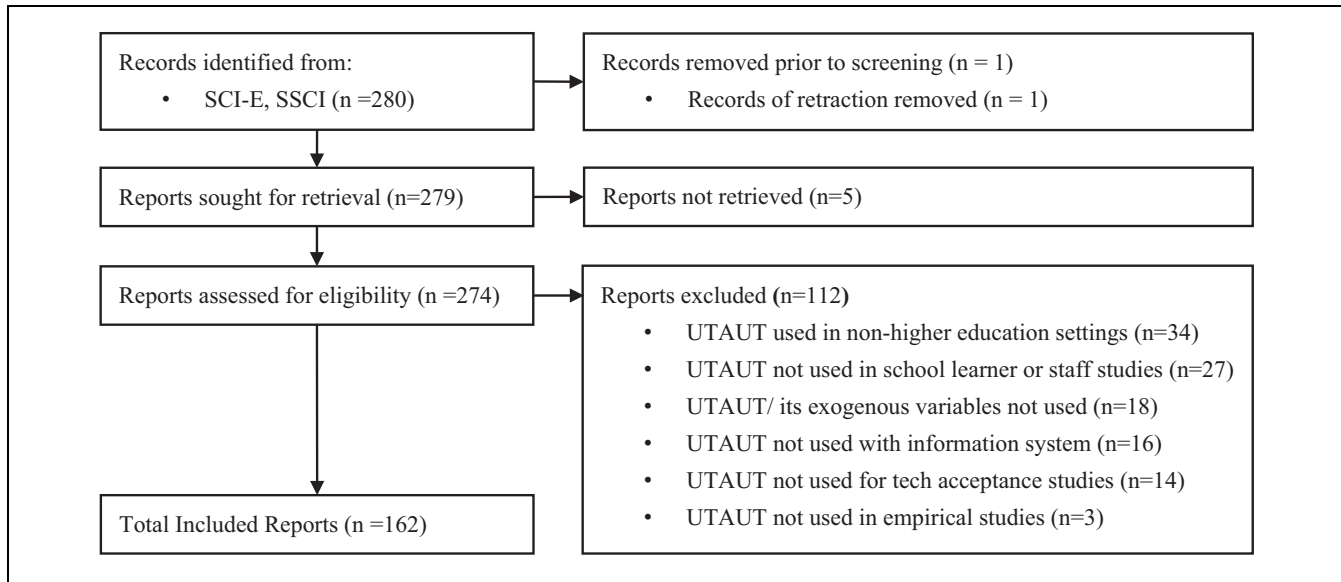 Records identified from:
• SCI-E, SSCI (n =280)
Records removed prior to screening (n = 1)
• Records of retraction removed (n = 1)
Reports sought for retrieval (n=279)
Reports not retrieved (n=5)
Reports assessed for eligibility (n =274)
Reports excluded (n=112)
• UTAUT used in non-higher education settings (n=34)
• UTAUT not used in school learner or staff studies (n=27)
• UTAUT/ its exogenous variables not used (n=18)
• UTAUT not used with information system (n=16)
• UTAUT not used for tech acceptance studies (n=14)
• UTAUT not used in empirical studies (n=3)
Total Included Reports (n =162)